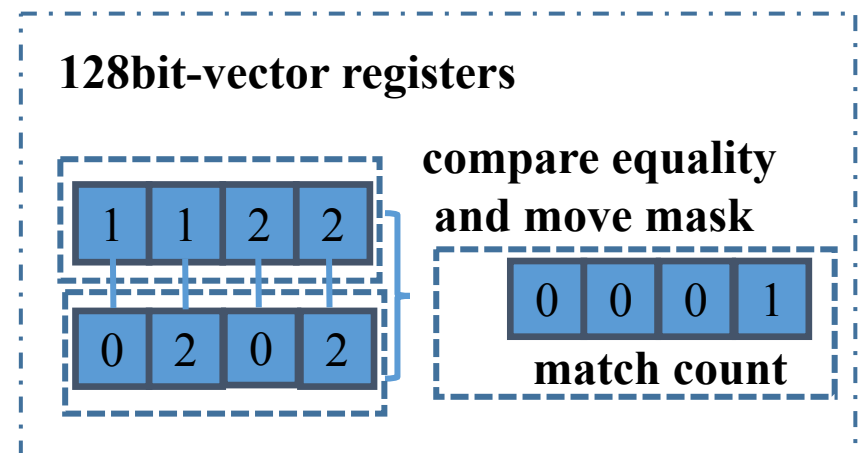 128bit-vector registers
compare equality
and move mask
1 1 2 2
0 2 0 2
0 0 0 1
match count